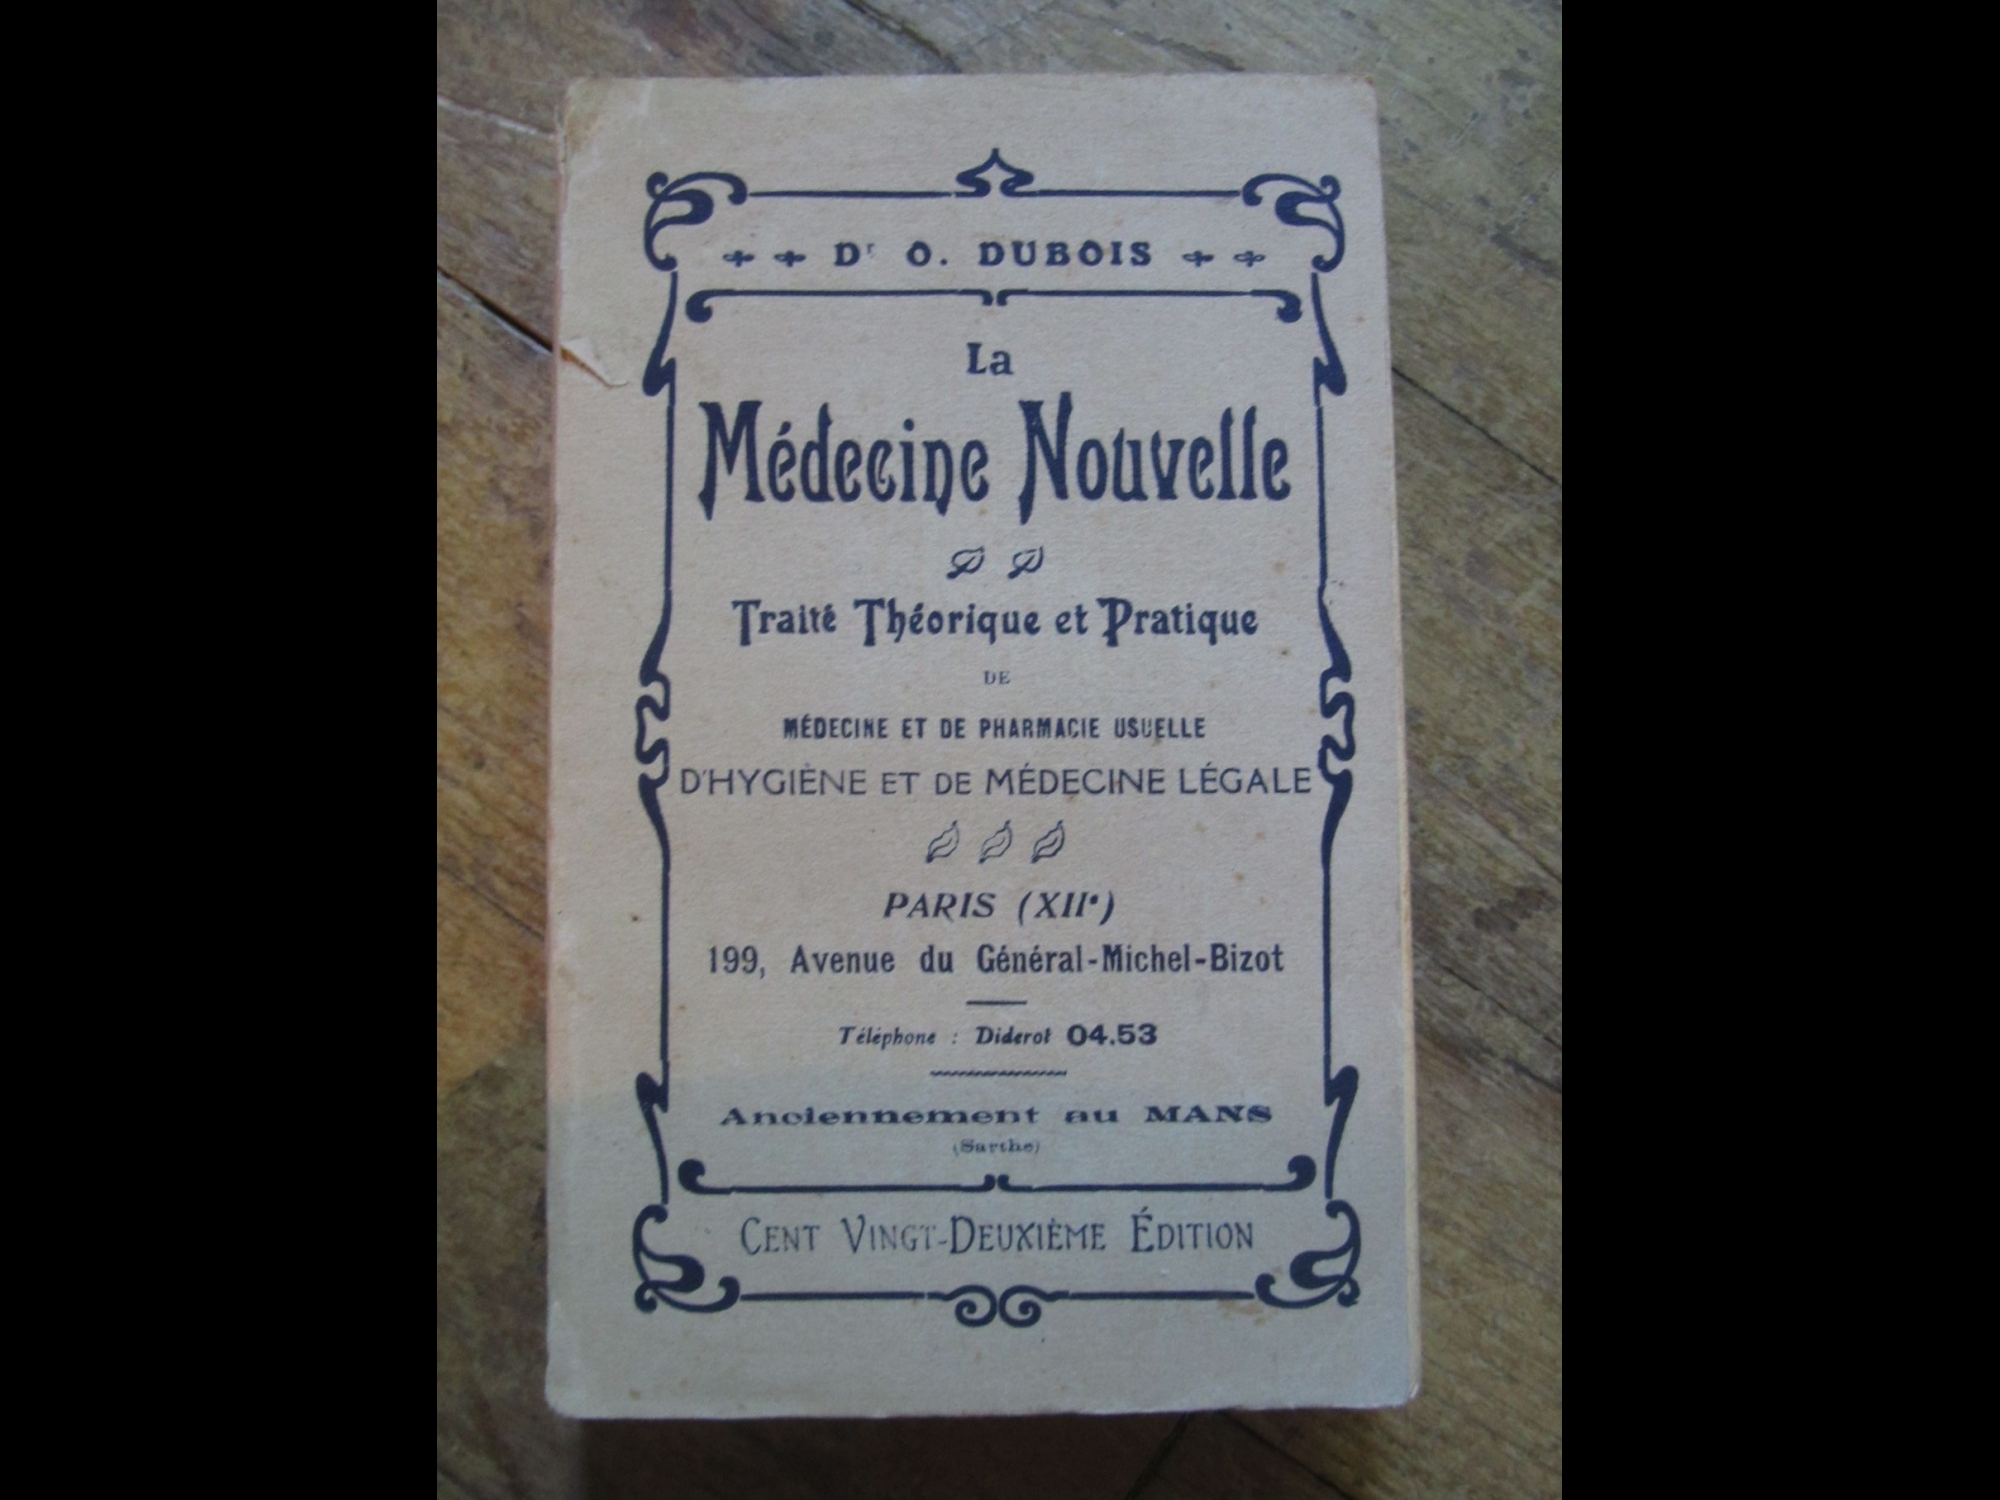 Dr O. DUBOIS
La
Médecine Nouvelle
Traité Théorique et Pratique
DE
MÉDECINE ET DE PHARMACIE USUELLE
D'HYGIÈNE ET DE MÉDECINE LÉGALE
PARIS (XIIe)
199, Avenue du Général-Michel-Bizot
Téléphone : Diderot 04.53
Anciennement au MANS
(Sarthe)
CENT VINGT-DEUXIÈME ÉDITION